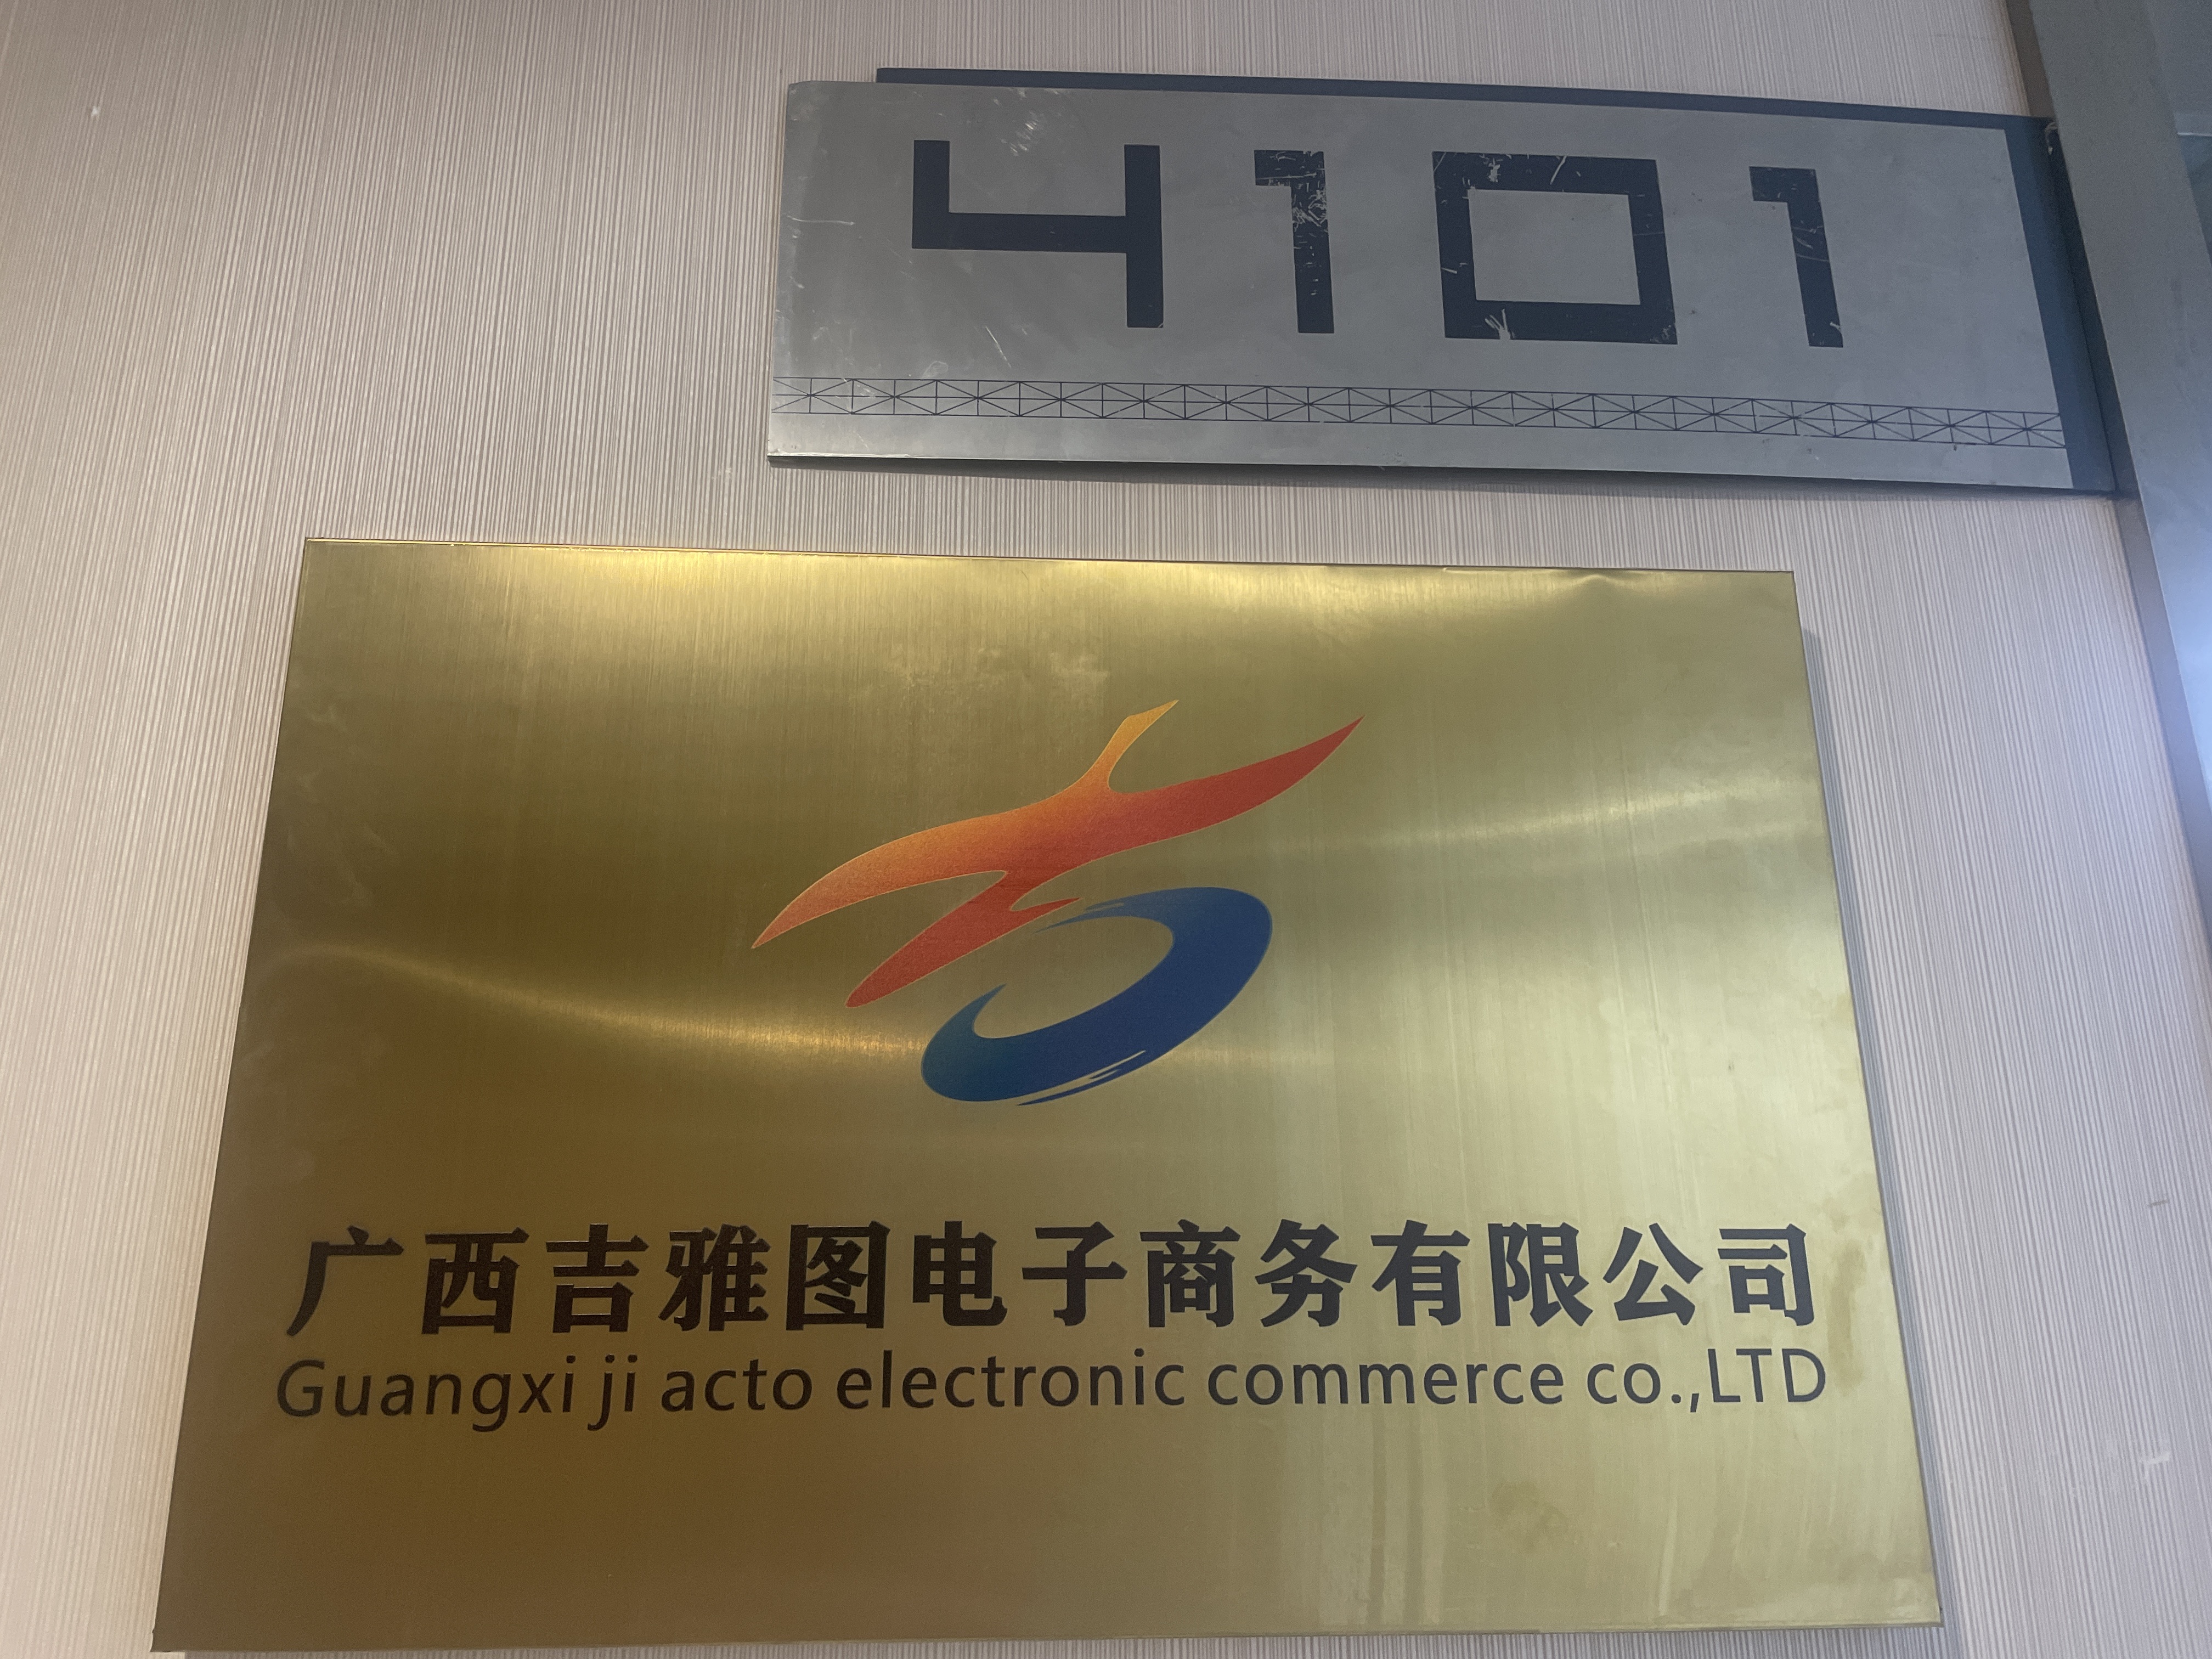 4101
广西吉雅图电子商务有限公司
Guangxi ji acto electronic commerce co.,LTD